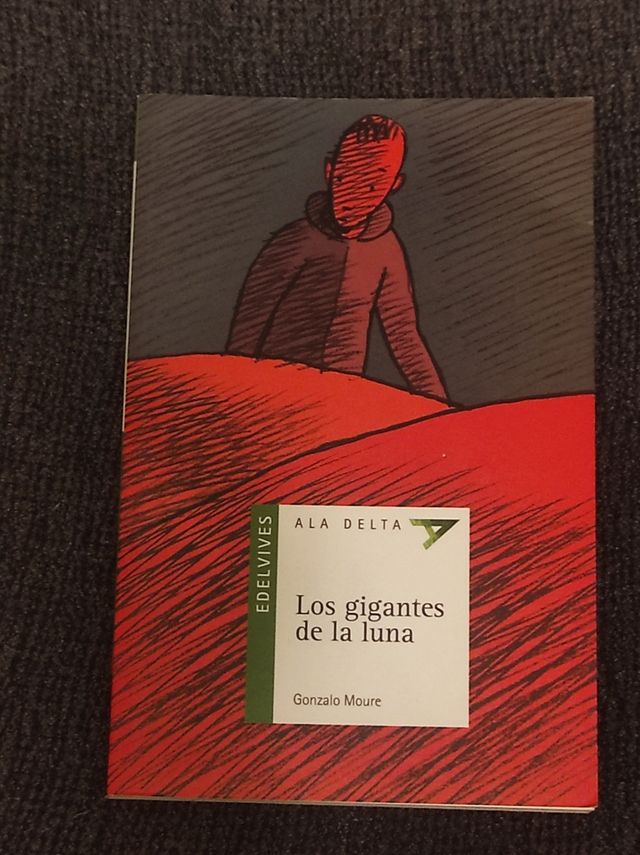 EDELVIVES
ALA DELTA
Los gigantes
de la luna
Gonzalo Moure